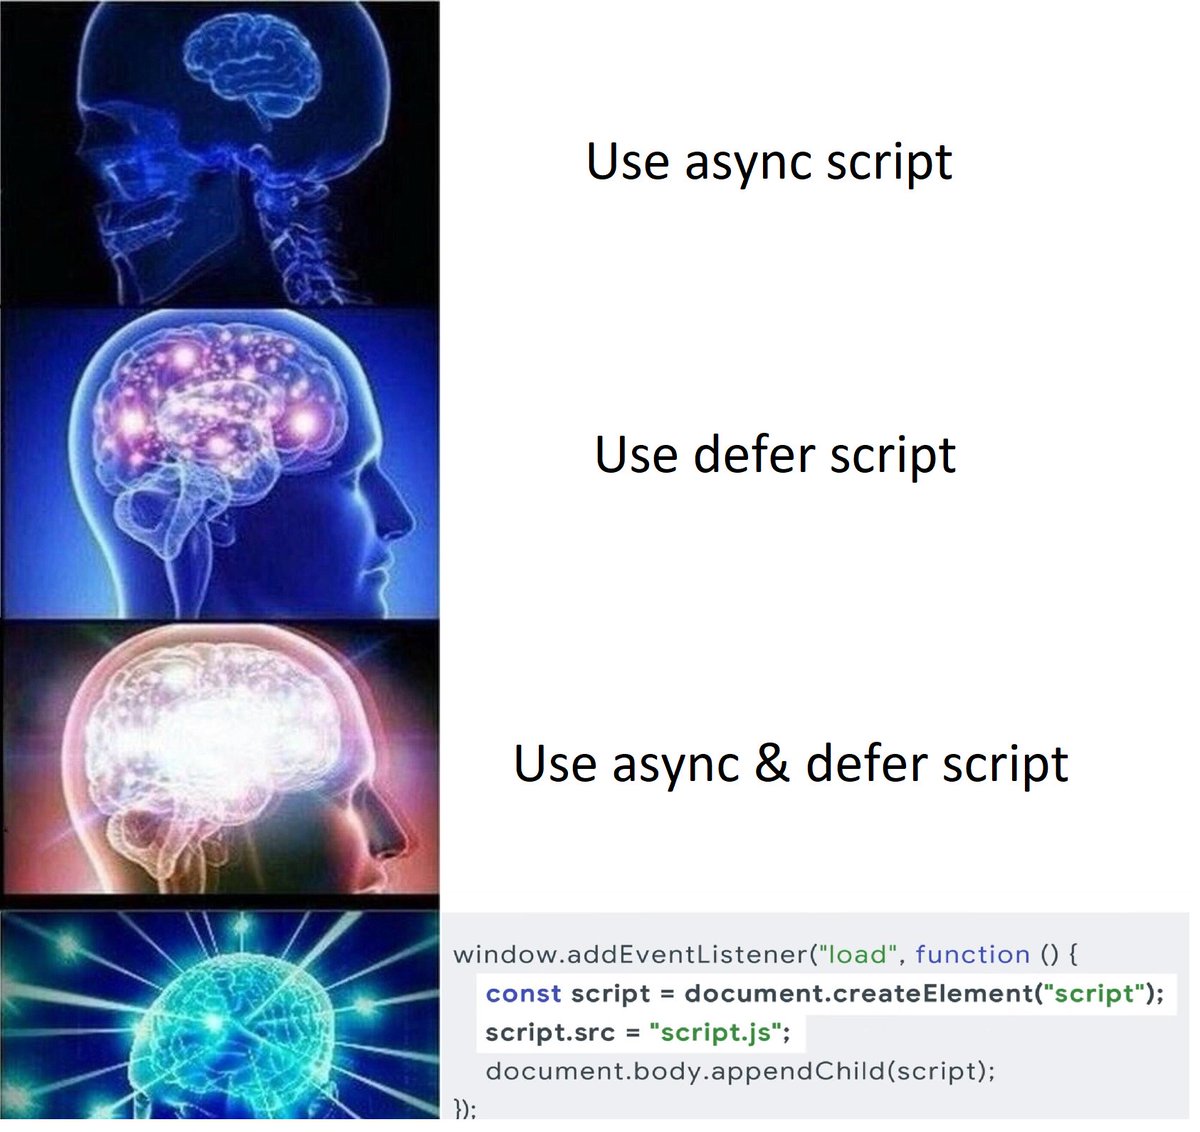 Use async script
Use defer script
Use async & defer script
window.addEventListener("load", function () {
const script = document.createElement("script");
script.src = "script.js";
document.body.appendChild(script);
});